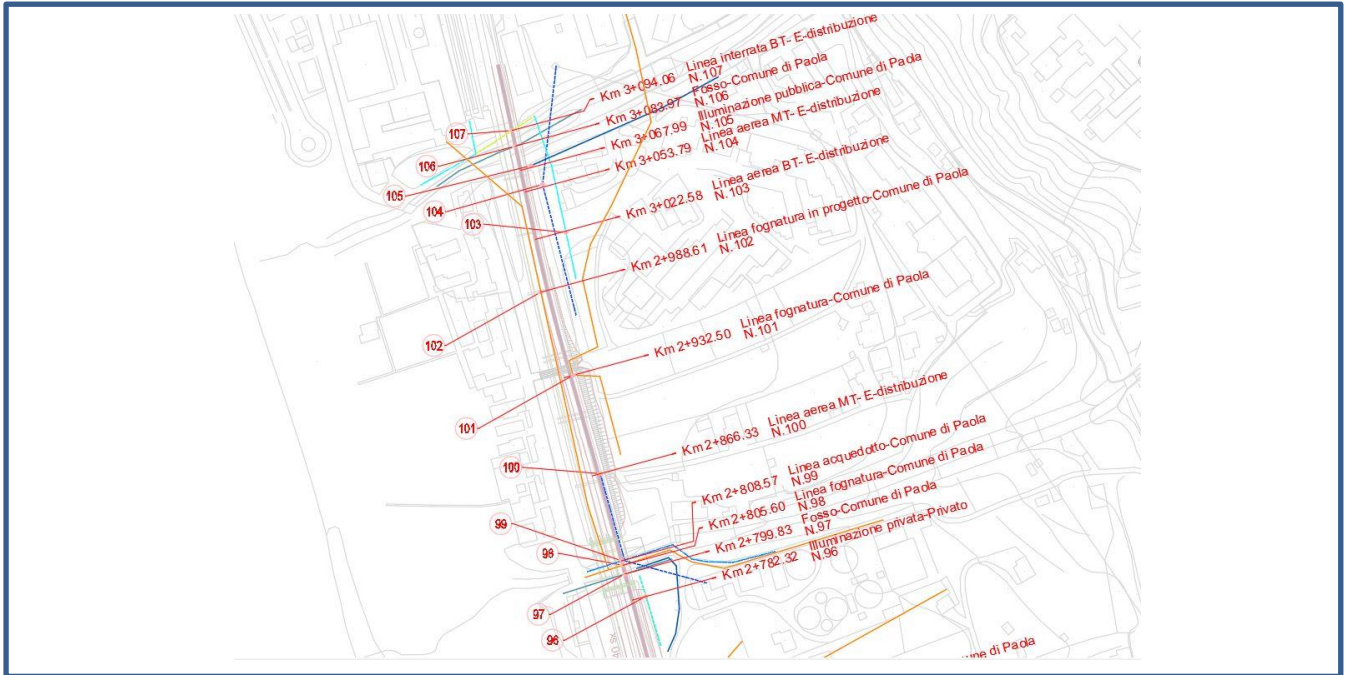 Km 3+094.06 Linea interrata BT- E-distribuzione
N.107
Km 3+083.97 Fosso-Comune di Paola
N.106
Km 3+067.99 Illuminazione pubblica-Comune di Paola
N.105
Km 3+053.79 Linea aerea MT- E-distribuzione
N.104
Km 3+022.58 Linea aerea BT- E-distribuzione
N.103
Km 2+988.61 Linea fognatura in progetto-Comune di Paola
N.102
Km 2+932.50 Linea fognatura-Comune di Paola
N.101
Km 2+866.33 Linea aerea MT- E-distribuzione
N.100
Km 2+808.57 Linea acquedotto-Comune di Paola
N.99
Km 2+805.60 Linea fognatura-Comune di Paola
N.98
Km 2+799.83 Fosso-Comune di Paola
N.97
Km 2+782.32 Illuminazione privata-Privato
N.96
107
106
105
104
103
102
101
100
99
98
97
96
di Paola